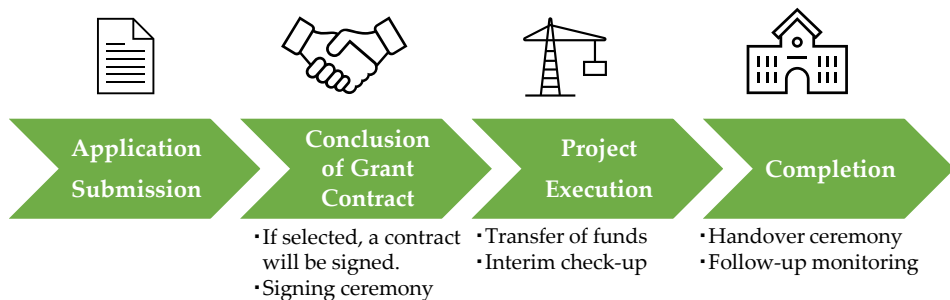 Application
Submission
Conclusion
of Grant
Contract
Project
Execution
Completion
・If selected, a contract
will be signed.
・Signing ceremony
・Transfer of funds
・Interim check-up
・Handover ceremony
・Follow-up monitoring